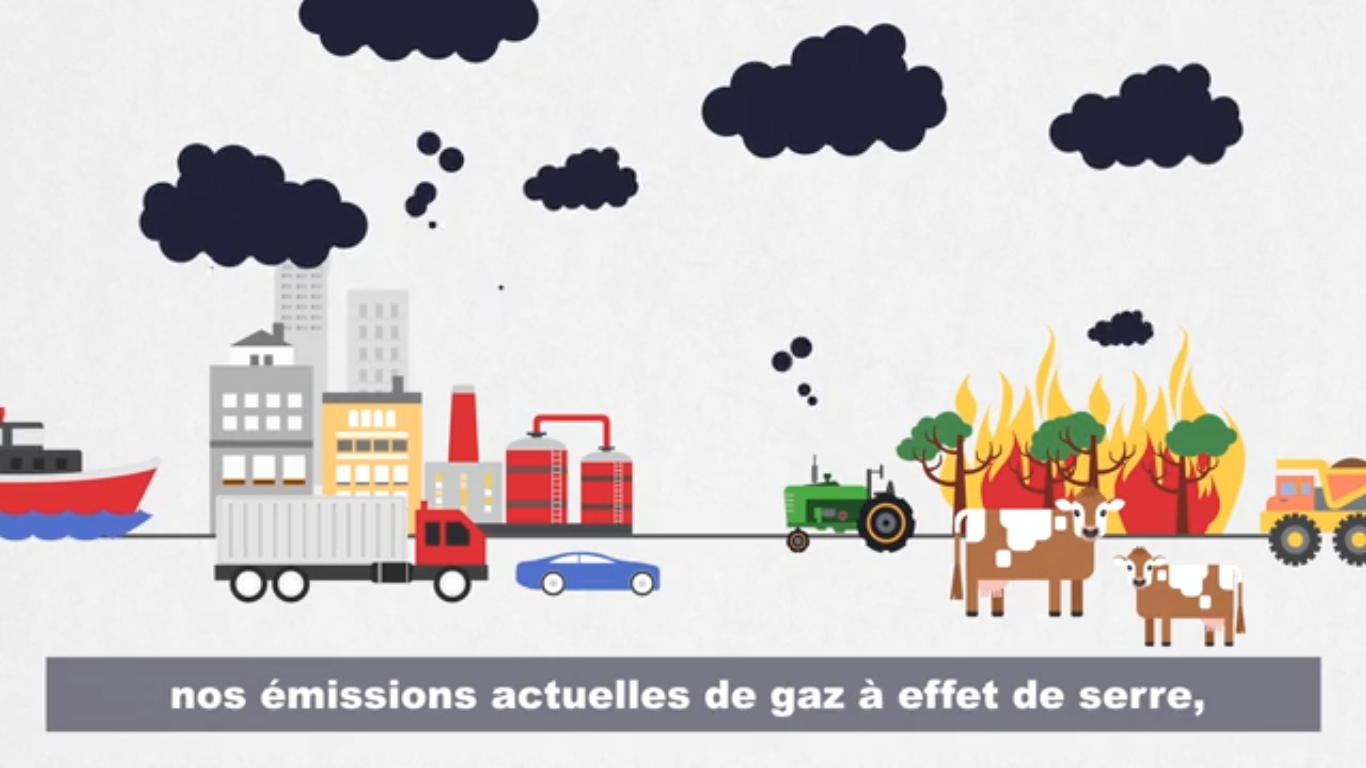 nos émissions actuelles de gaz à effet de serre,